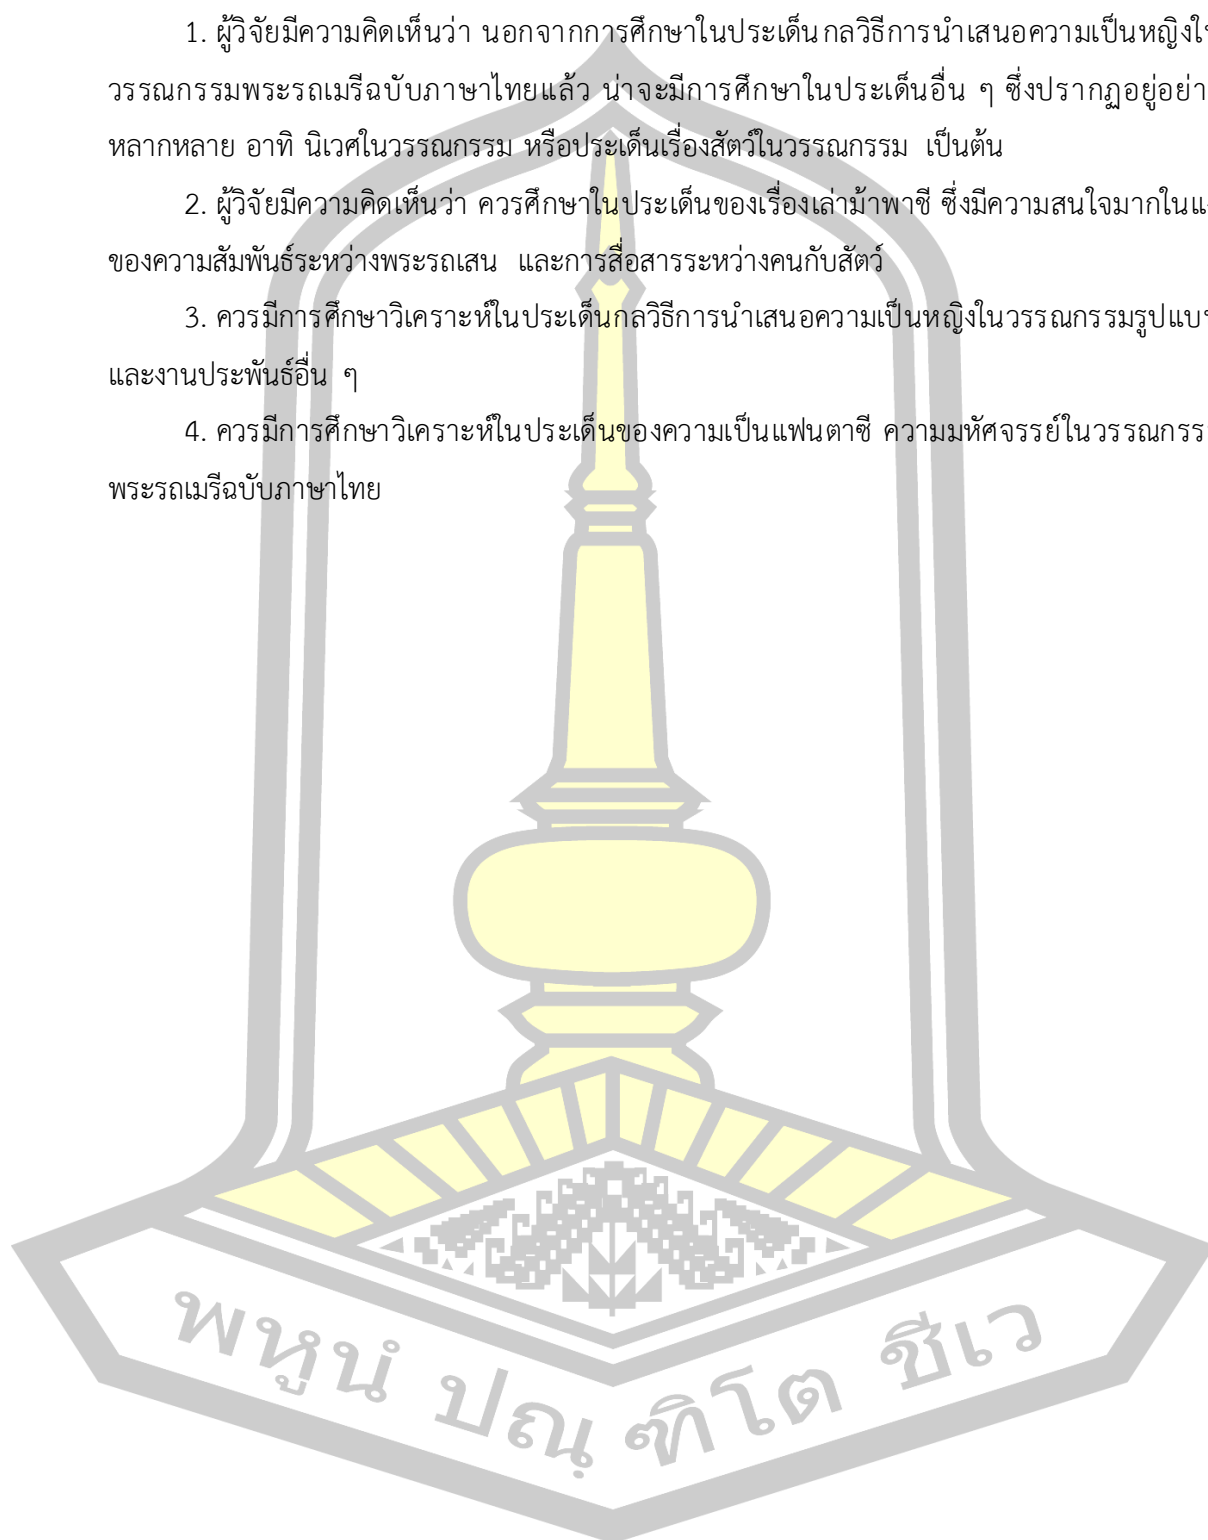 1. ผู้วิจัยมีความคิดเห็นว่า นอกจากการศึกษาในประเด็นกลวิธีการนำเสนอความเป็นหญิงใ
วรรณกรรมพระรถเมรีฉบับภาษาไทยแล้ว น่าจะมีการศึกษาในประเด็นอื่น ๆ ซึ่งปรากฏอยู่อย่า
หลากหลาย อาทิ นิเวศในวรรณกรรม หรือประเด็นเรื่องสัตว์ในวรรณกรรม เป็นต้น
2. ผู้วิจัยมีความคิดเห็นว่า ควรศึกษาในประเด็นของเรื่องเล่าม้าพาชี ซึ่งมีความสนใจมากใน
ของความสัมพันธ์ระหว่างพระรถเสน และการสื่อสารระหว่างคนกับสัตว์
3. ควรมีการศึกษาวิเคราะห์ในประเด็นกลวิธีการนำเสนอความเป็นหญิงในวรรณกรรมรูปแบบ
และงานประพันธ์อื่น ๆ
4. ควรมีการศึกษาวิเคราะห์ในประเด็นของความเป็นแฟนตาซี ความมหัศจรรย์ในวรรณกรร
พระรถเมรีฉบับภาษาไทย
พหูนํ ปณฺฑิโต ชีเว